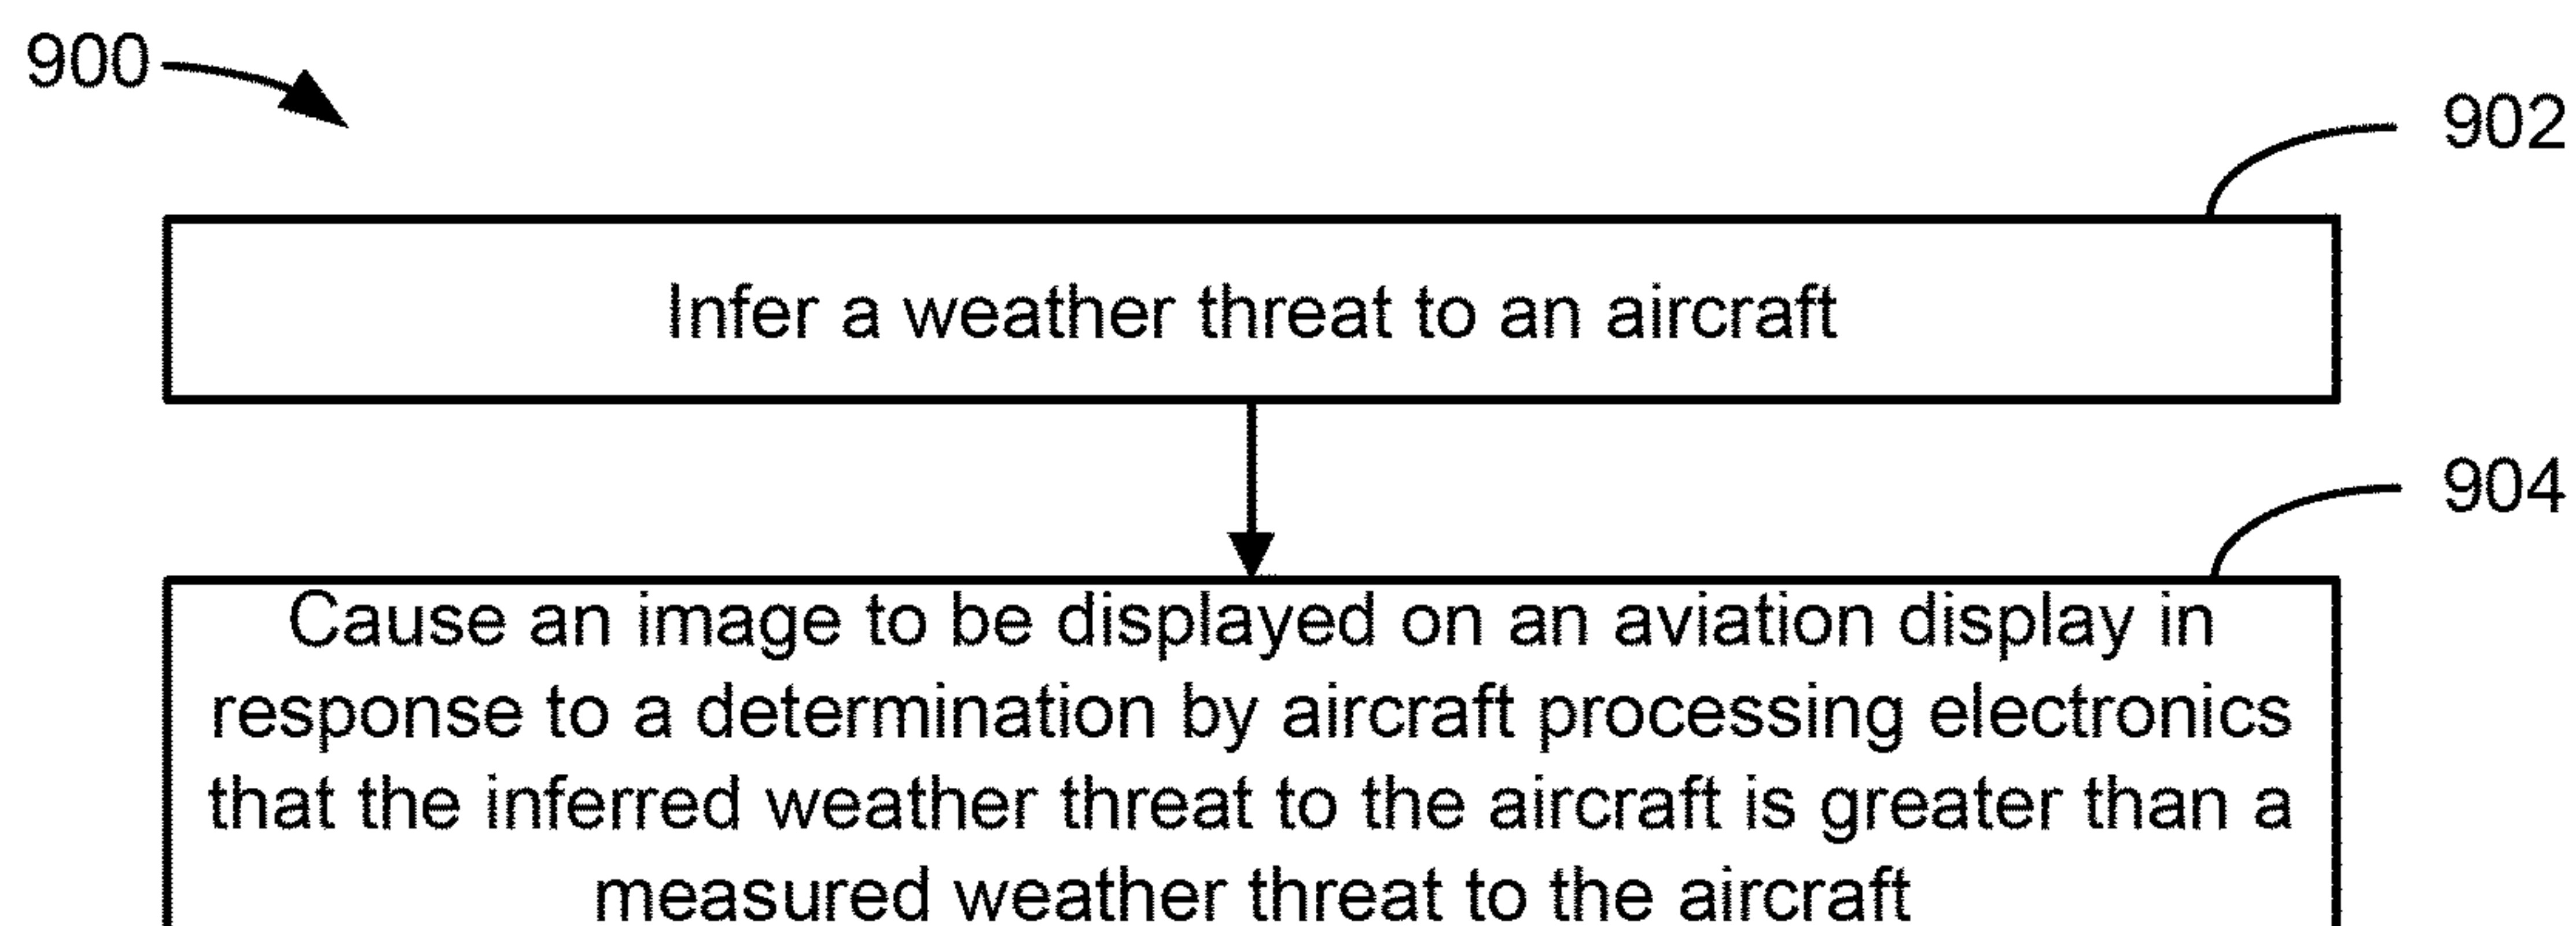 900
902
Infer a weather threat to an aircraft
904
Cause an image to be displayed on an aviation display in
response to a determination by aircraft processing electronics
that the inferred weather threat to the aircraft is greater than a
measured weather threat to the aircraft